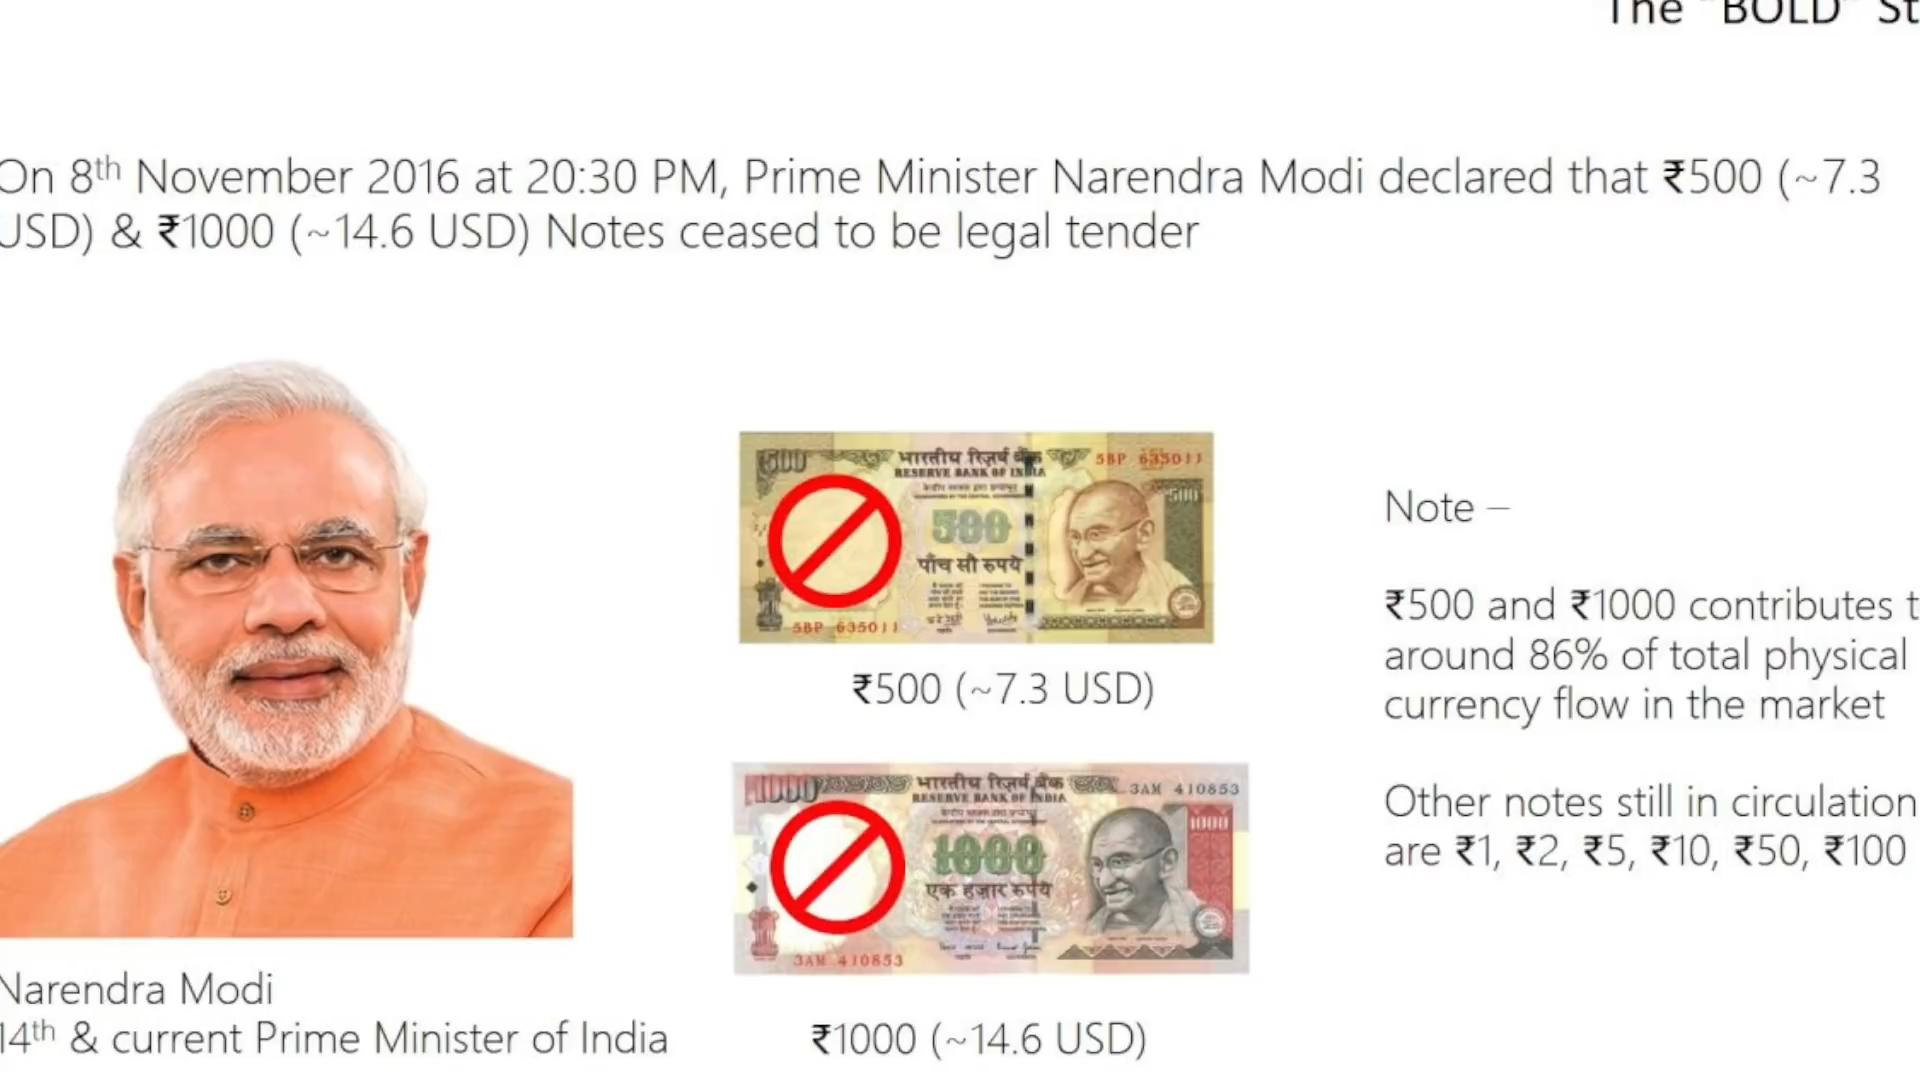 The "BOLD" St
On 8th November 2016 at 20:30 PM, Prime Minister Narendra Modi declared that ₹500 (~7.3
USD) & ₹1000 (~14.6 USD) Notes ceased to be legal tender
500
भारतीय रिज़र्व बैंक
RESERVE BANK OF INDIA
5BP 635011
500
500
पाँच सौ रुपये
5BP 635011
₹500 (~7.3 USD)
1000
भारतीय रिज़र्व बैंक
RESERVE BANK OF INDIA
3AM 410853
1000
1000
एक हज़ार रुपये
3AM 410853
₹1000 (~14.6 USD)
Note –
₹500 and ₹1000 contributes t
around 86% of total physical
currency flow in the market
Other notes still in circulation
are ₹1, ₹2, ₹5, ₹10, ₹50, ₹100
Narendra Modi
14th & current Prime Minister of India